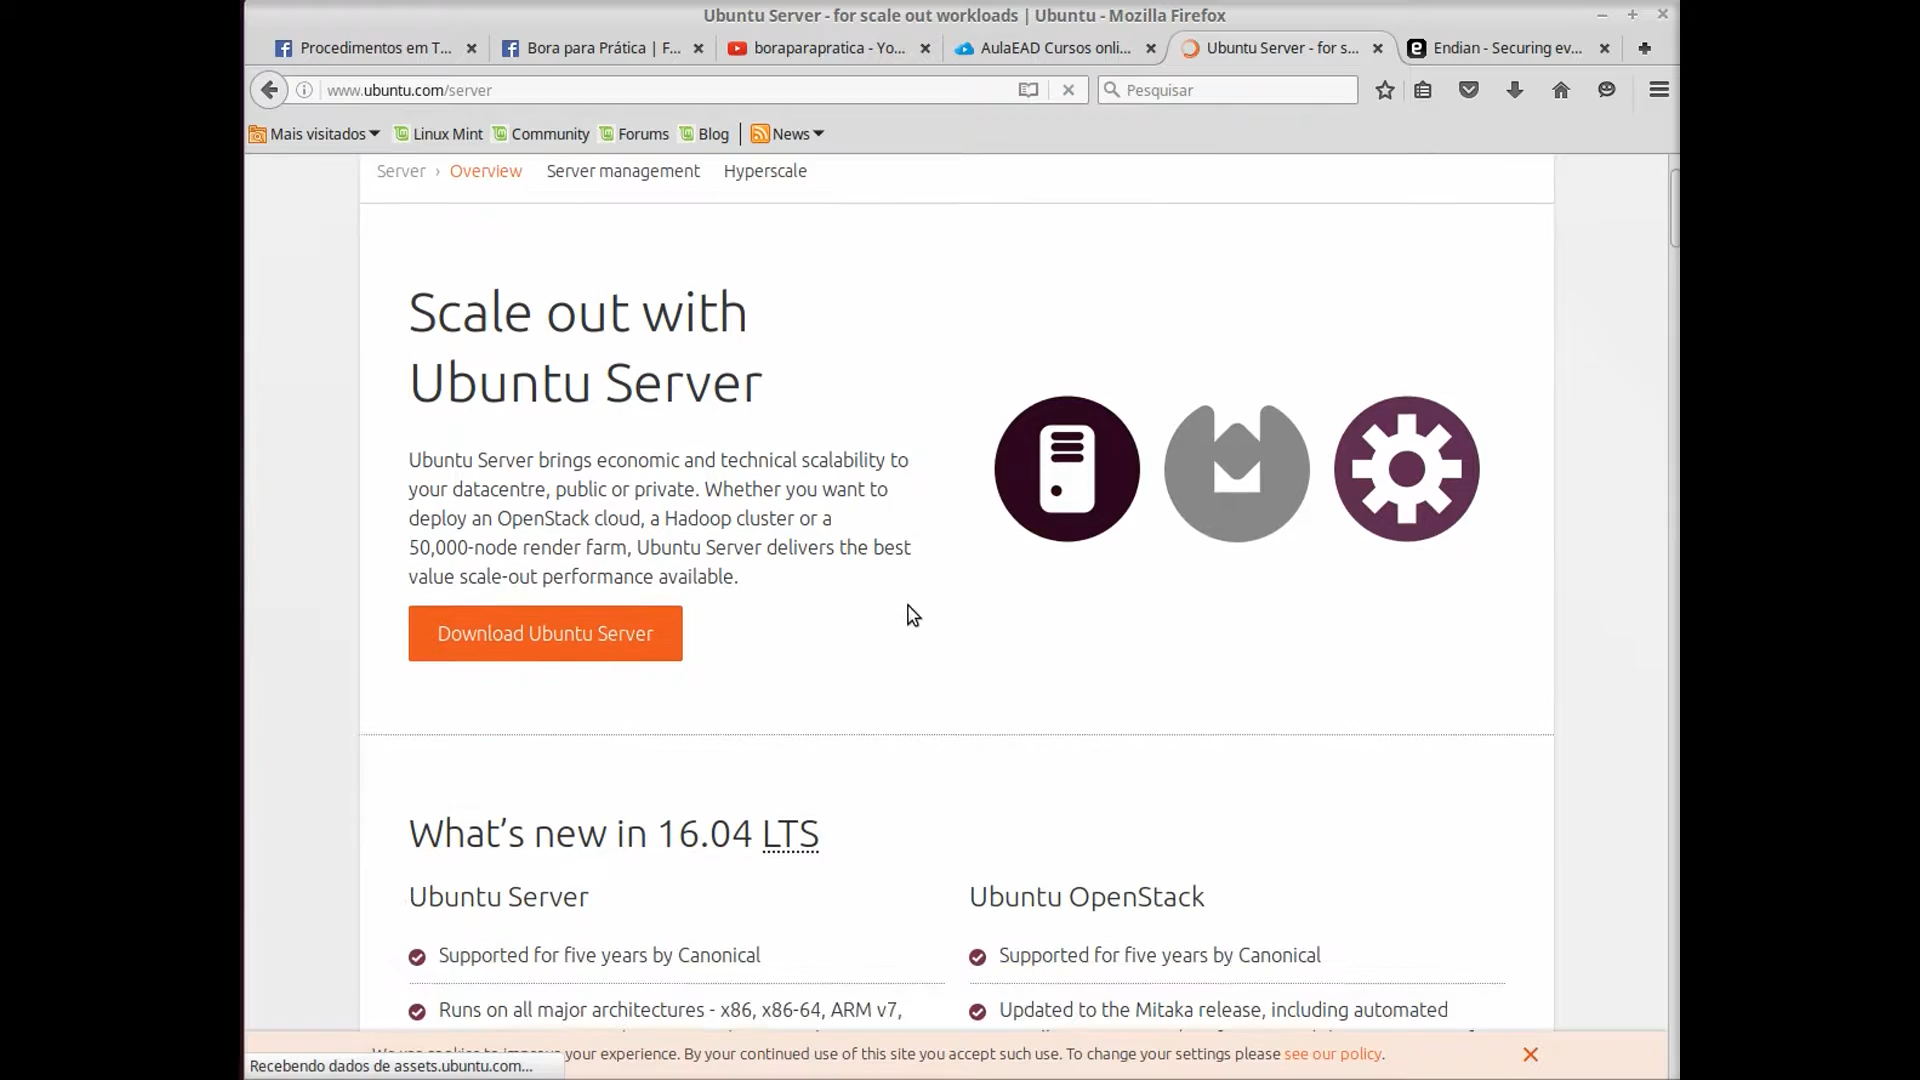 Ubuntu Server - for scale out workloads | Ubuntu - Mozilla Firefox
Procedimentos em T...
Bora para Prática | F...
boraparapratica - Yo...
AulaEAD Cursos onli...
Ubuntu Server - for s...
Endian - Securing ev...
www.ubuntu.com/server
Pesquisar
Mais visitados
Linux Mint
Community
Forums
Blog
News
Server › Overview
Server management
Hyperscale
Scale out with
Ubuntu Server
Ubuntu Server brings economic and technical scalability to
your datacentre, public or private. Whether you want to
deploy an OpenStack cloud, a Hadoop cluster or a
50,000-node render farm, Ubuntu Server delivers the best
value scale-out performance available.
Download Ubuntu Server
What’s new in 16.04 LTS
Ubuntu Server
Supported for five years by Canonical
Runs on all major architectures - x86, x86-64, ARM v7,
Ubuntu OpenStack
Supported for five years by Canonical
Updated to the Mitaka release, including automated
your experience. By your continued use of this site you accept such use. To change your settings please see our policy.
Recebendo dados de assets.ubuntu.com...